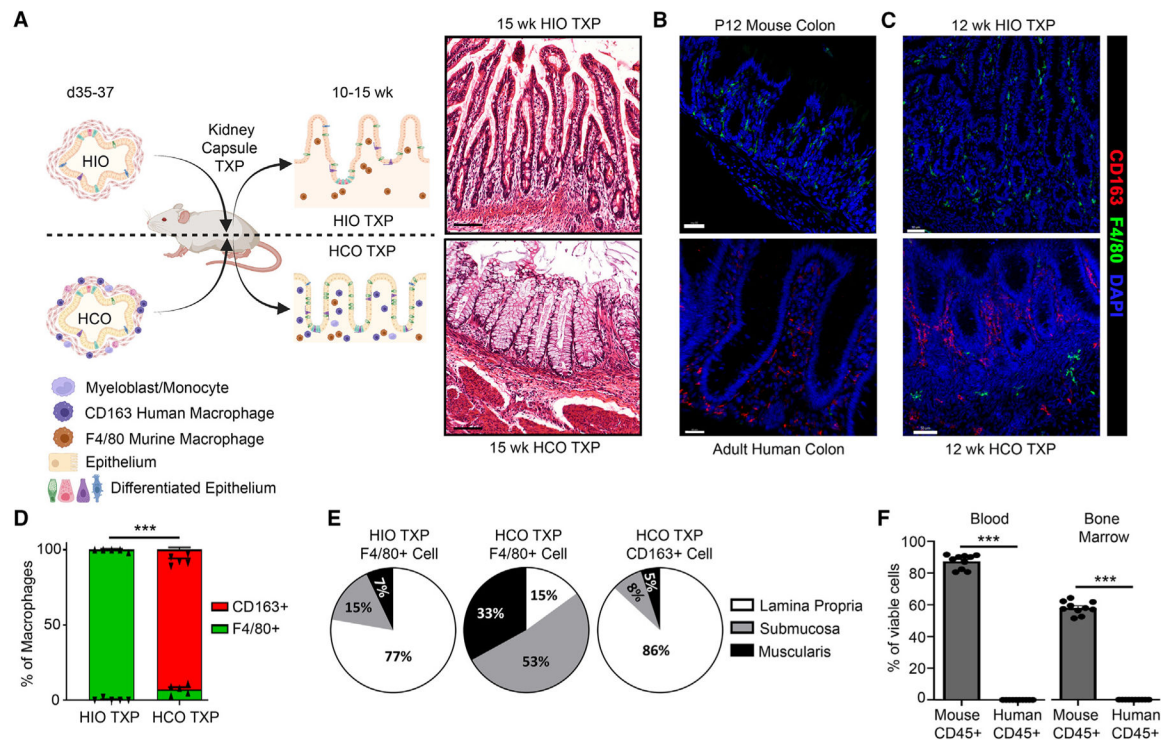 A
d35-37
HIO
Kidney
Capsule
TXP
10-15 wk
HIO TXP
HCO TXP
HCO
Myeloblast/Monocyte
CD163 Human Macrophage
F4/80 Murine Macrophage
Epithelium
Differentiated Epithelium
15 wk HIO TXP
15 wk HCO TXP
B
P12 Mouse Colon
Adult Human Colon
C
12 wk HIO TXP
12 wk HCO TXP
CD163 F4/80 DAPI
D
***
% of Macrophages
100
50
0
HIO TXP
HCO TXP
CD163+
F4/80+
E
HIO TXP
F4/80+ Cell
7%
15%
77%
HCO TXP
F4/80+ Cell
33%
15%
53%
HCO TXP
CD163+ Cell
5%
8%
86%
Lamina Propria
Submucosa
Muscularis
F
Blood
Bone
Marrow
***
***
% of viable cells
100
80
60
40
20
0
Mouse
CD45+
Human
CD45+
Mouse
CD45+
Human
CD45+